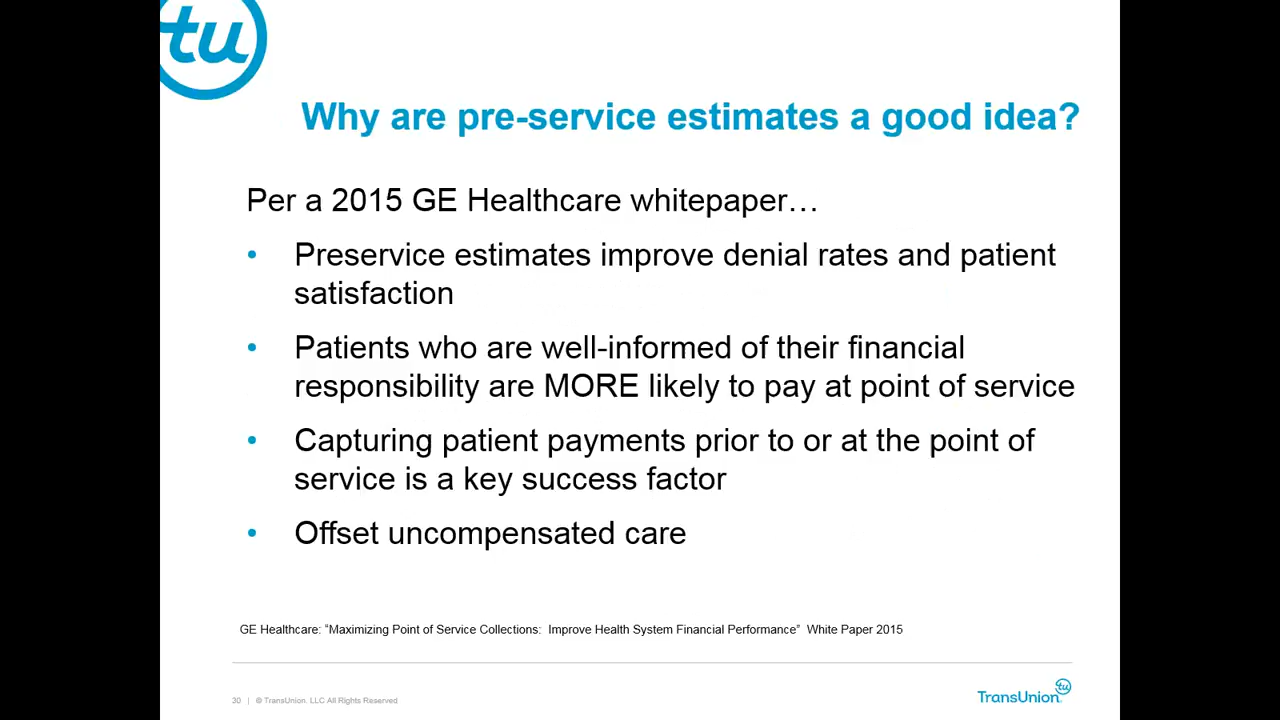 tu
Why are pre-service estimates a good idea?
Per a 2015 GE Healthcare whitepaper…
• Preservice estimates improve denial rates and patient
satisfaction
• Patients who are well-informed of their financial
responsibility are MORE likely to pay at point of service
• Capturing patient payments prior to or at the point of
service is a key success factor
• Offset uncompensated care
GE Healthcare: “Maximizing Point of Service Collections: Improve Health System Financial Performance” White Paper 2015
30 | © TransUnion. LLC All Rights Reserved
TransUnion tu